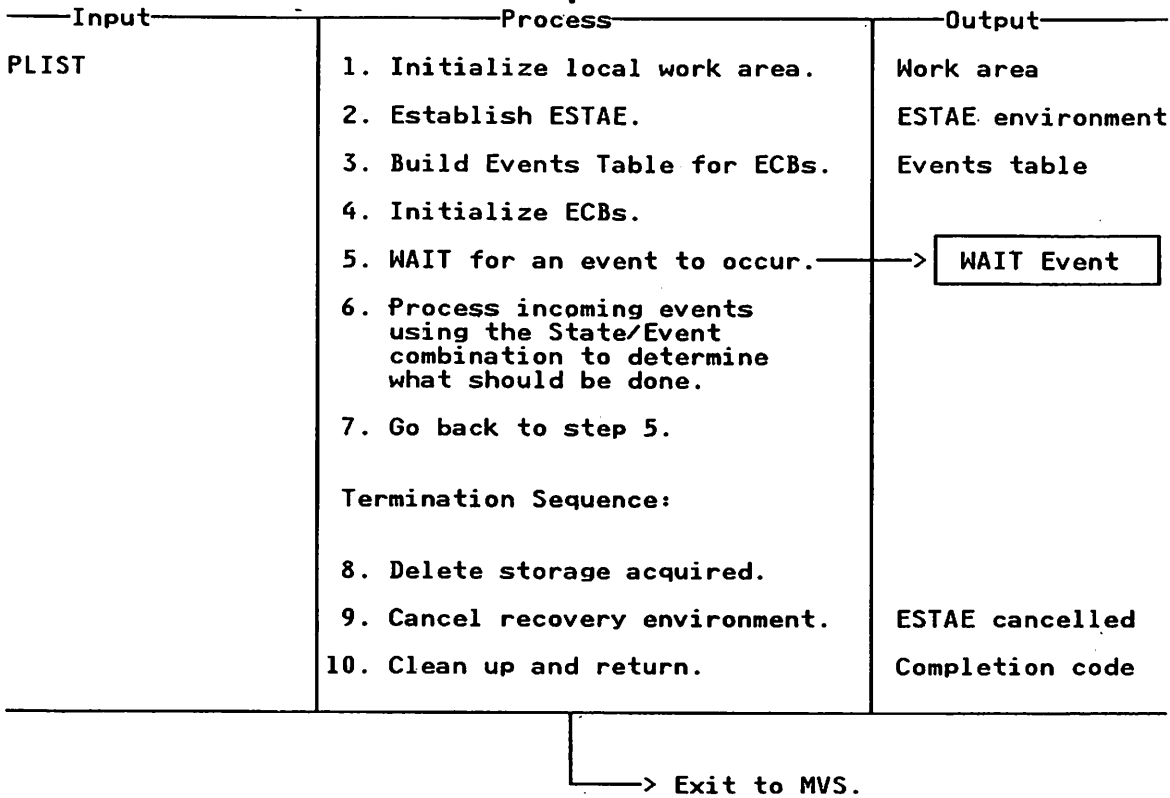 Input Process Output
PLIST 1. Initialize local work area. Work area
2. Establish ESTAE. ESTAE environment
3. Build Events Table for ECBs. Events table
4. Initialize ECBs.
5. WAIT for an event to occur. WAIT Event
6. Process incoming events
using the State/Event
combination to determine
what should be done.
7. Go back to step 5.
Termination Sequence:
8. Delete storage acquired.
9. Cancel recovery environment. ESTAE cancelled
10. Clean up and return. Completion code
Exit to MVS.